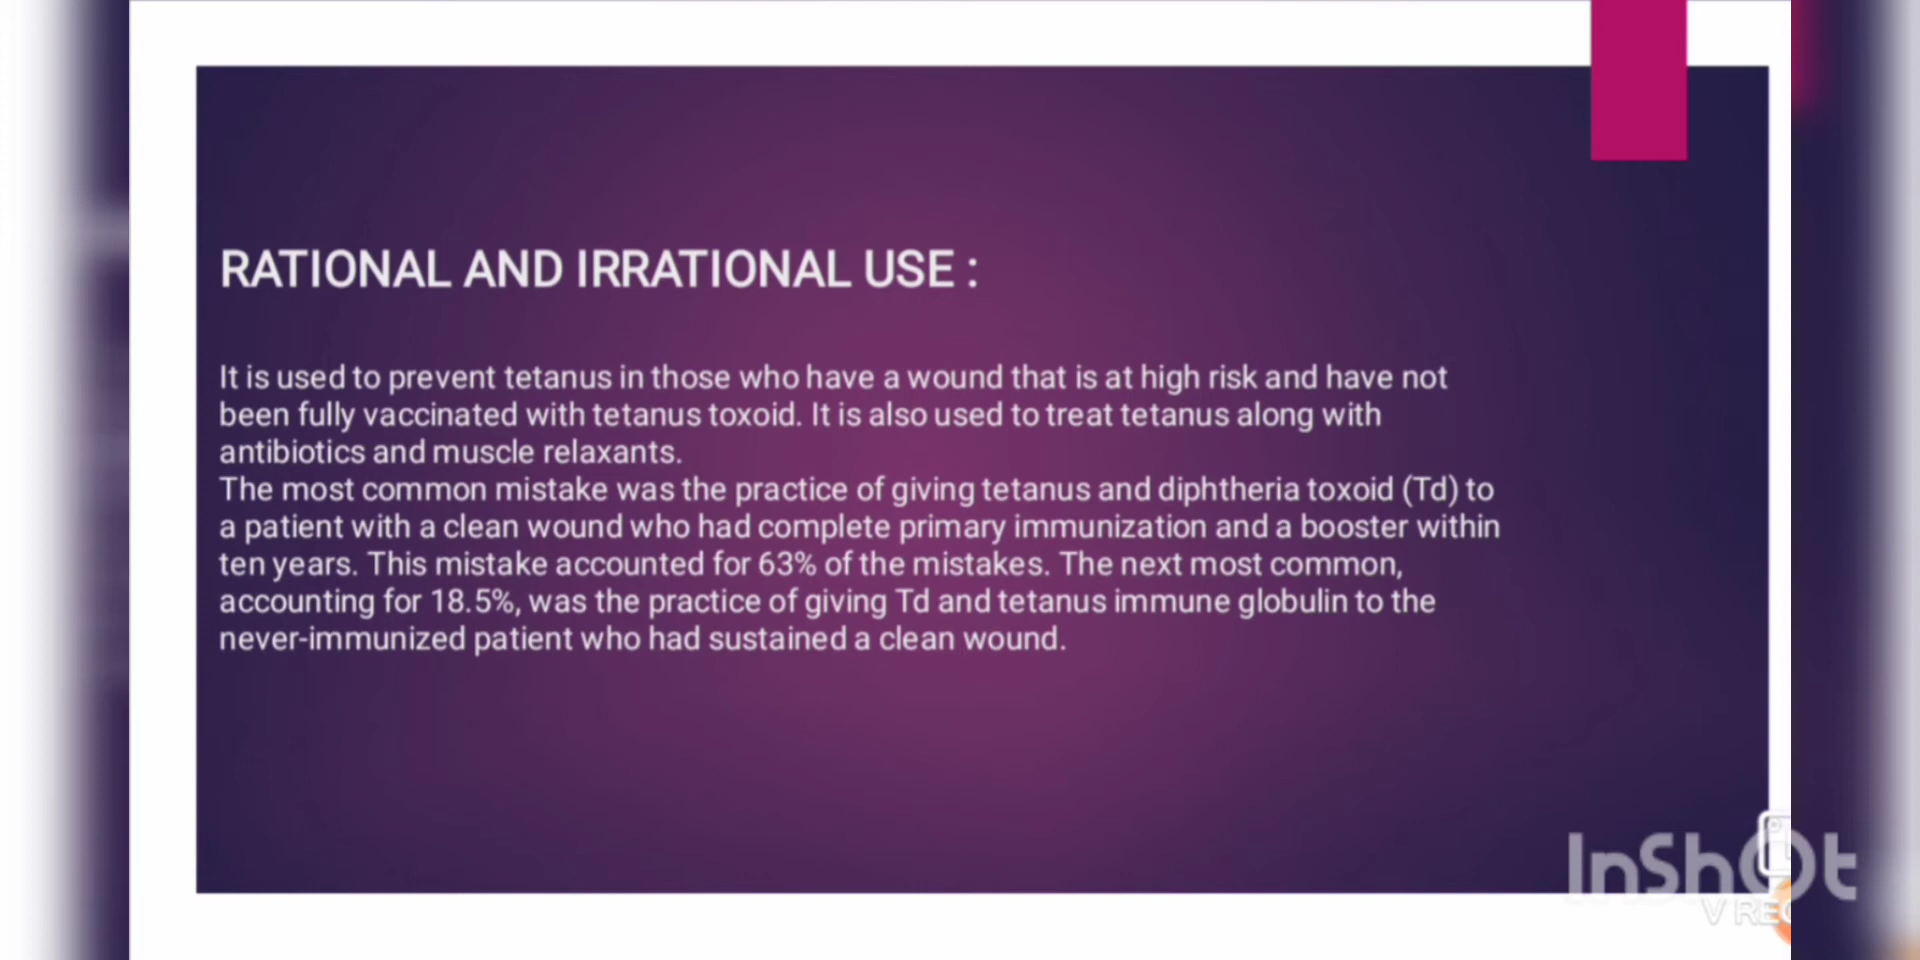 RATIONAL AND IRRATIONAL USE :
It is used to prevent tetanus in those who have a wound that is at high risk and have not
been fully vaccinated with tetanus toxoid. It is also used to treat tetanus along with
antibiotics and muscle relaxants.
The most common mistake was the practice of giving tetanus and diphtheria toxoid (Td) to
a patient with a clean wound who had complete primary immunization and a booster within
ten years. This mistake accounted for 63% of the mistakes. The next most common,
accounting for 18.5%, was the practice of giving Td and tetanus immune globulin to the
never-immunized patient who had sustained a clean wound.
InShOt